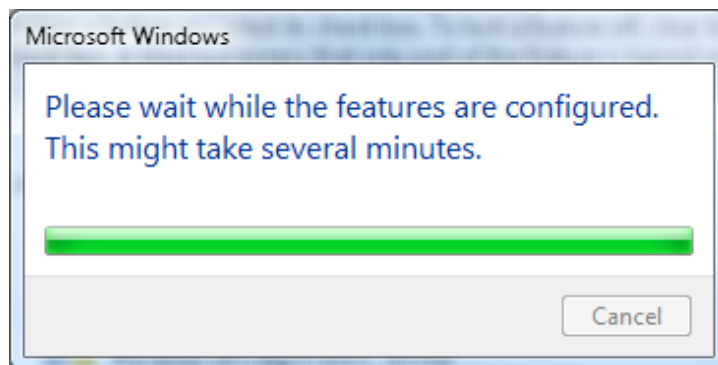 Microsoft Windows
Please wait while the features are configured.
This might take several minutes.
Cancel